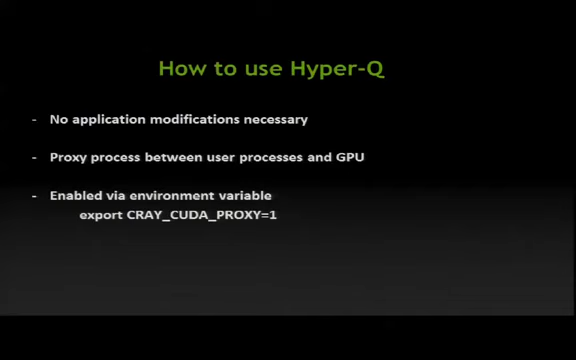 How to use Hyper-Q
- No application modifications necessary
- Proxy process between user processes and GPU
- Enabled via environment variable
export CRAY_CUDA_PROXY=1